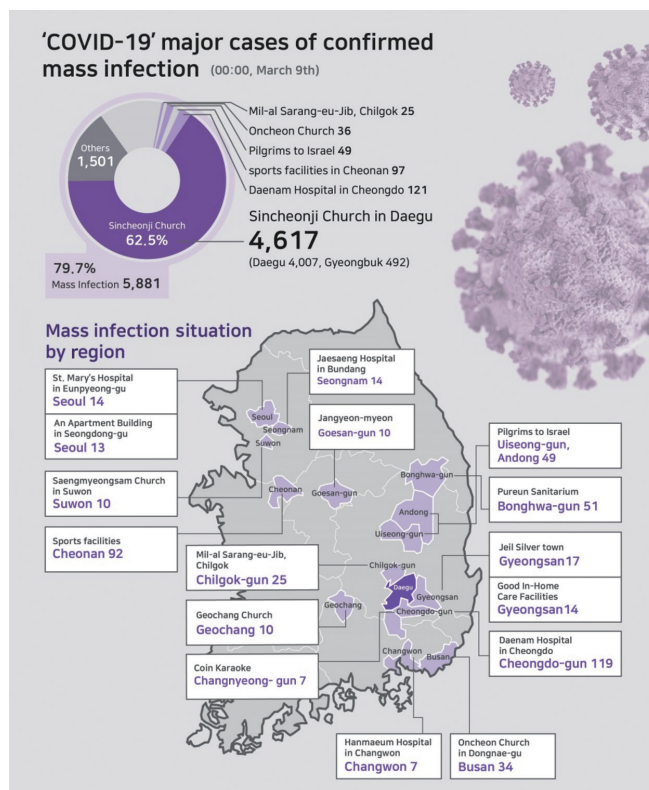 ‘COVID-19’ major cases of confirmed
mass infection (00:00, March 9th)
Mil-al Sarang-eu-Jib, Chilgok 25
Oncheon Church 36
Pilgrims to Israel 49
sports facilities in Cheonan 97
Daenam Hospital in Cheongdo 121
Others
1,501
Sincheonji Church
62.5%
Sincheonji Church in Daegu
4,617
(Daegu 4,007, Gyeongbuk 492)
79.7%
Mass Infection 5,881
Mass infection situation
by region
St. Mary's Hospital
in Eunpyeong-gu
Seoul 14
An Apartment Building
in Seongdong-gu
Seoul 13
Saengmyeongsam Church
in Suwon
Suwon 10
Sports facilities
Cheonan 92
Jaesaeng Hospital
in Bundang
Seongnam 14
Jangyeon-myeon
Goesan-gun 10
Pilgrims to Israel
Uiseong-gun,
Andong 49
Pureun Sanitarium
Bonghwa-gun 51
Jeil Silver town
Gyeongsan17
Good In-Home
Care Facilities
Gyeongsan14
Daenam Hospital
in Cheongdo
Cheongdo-gun 119
Mil-al Sarang-eu-Jib,
Chilgok
Chilgok-gun 25
Geochang Church
Geochang 10
Coin Karaoke
Changnyeong- gun 7
Hanmaeum Hospital
in Changwon
Changwon 7
Oncheon Church
in Dongnae-gu
Busan 34
Seoul
Seongnam
Suwon
Cheonan
Goesan-gun
Bonghwa-gun
Andong
Uiseong-gun
Chilgok-gun
Daegu
Gyeongsan
Geochang
Cheongdo-gun
Changwon
Busan